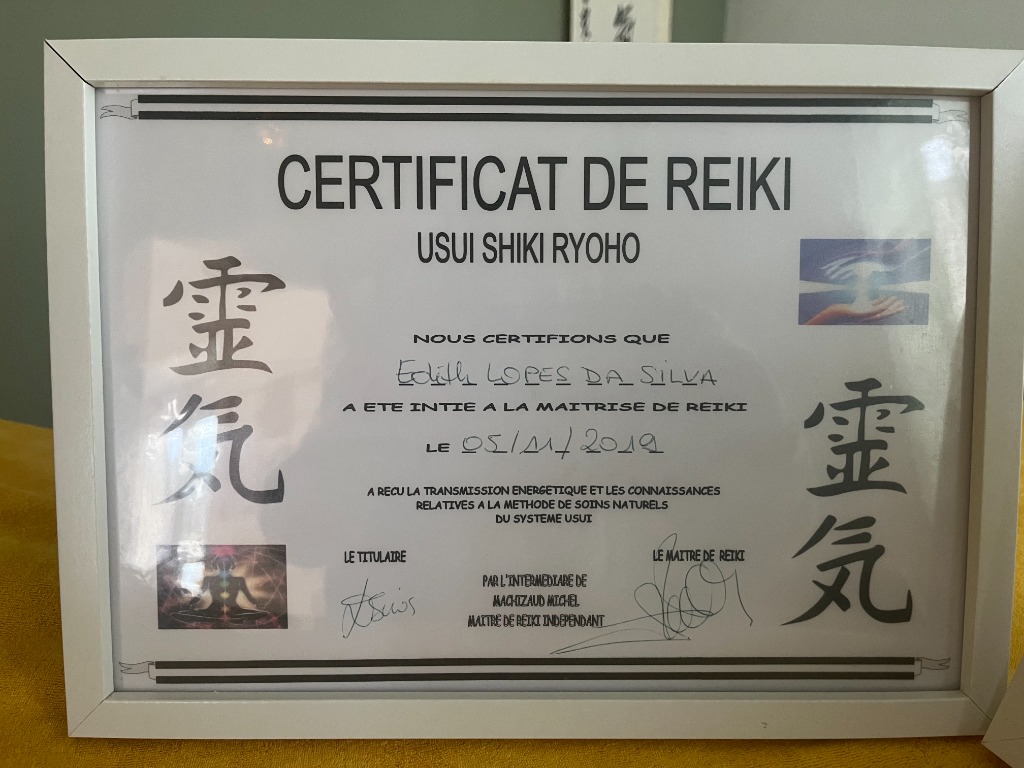 CERTIFICAT DE REIKI
USUI SHIKI RYOHO
靈
気
NOUS CERTIFIONS QUE
Edith LOPES DA SILVA
A ETE INTIE A LA MAITRISE DE REIKI
LE 05/11/2019
A RECU LA TRANSMISSION ENERGETIQUE ET LES CONNAISSANCES
RELATIVES A LA METHODE DE SOINS NATURELS
DU SYSTEME USUI
靈
気
LE TITULAIRE
LE MAITRE DE REIKI
PAR L'INTERMEDIARE DE
MACHIZAUD MICHEL
MAITRE DE REIKI INDEPENDANT